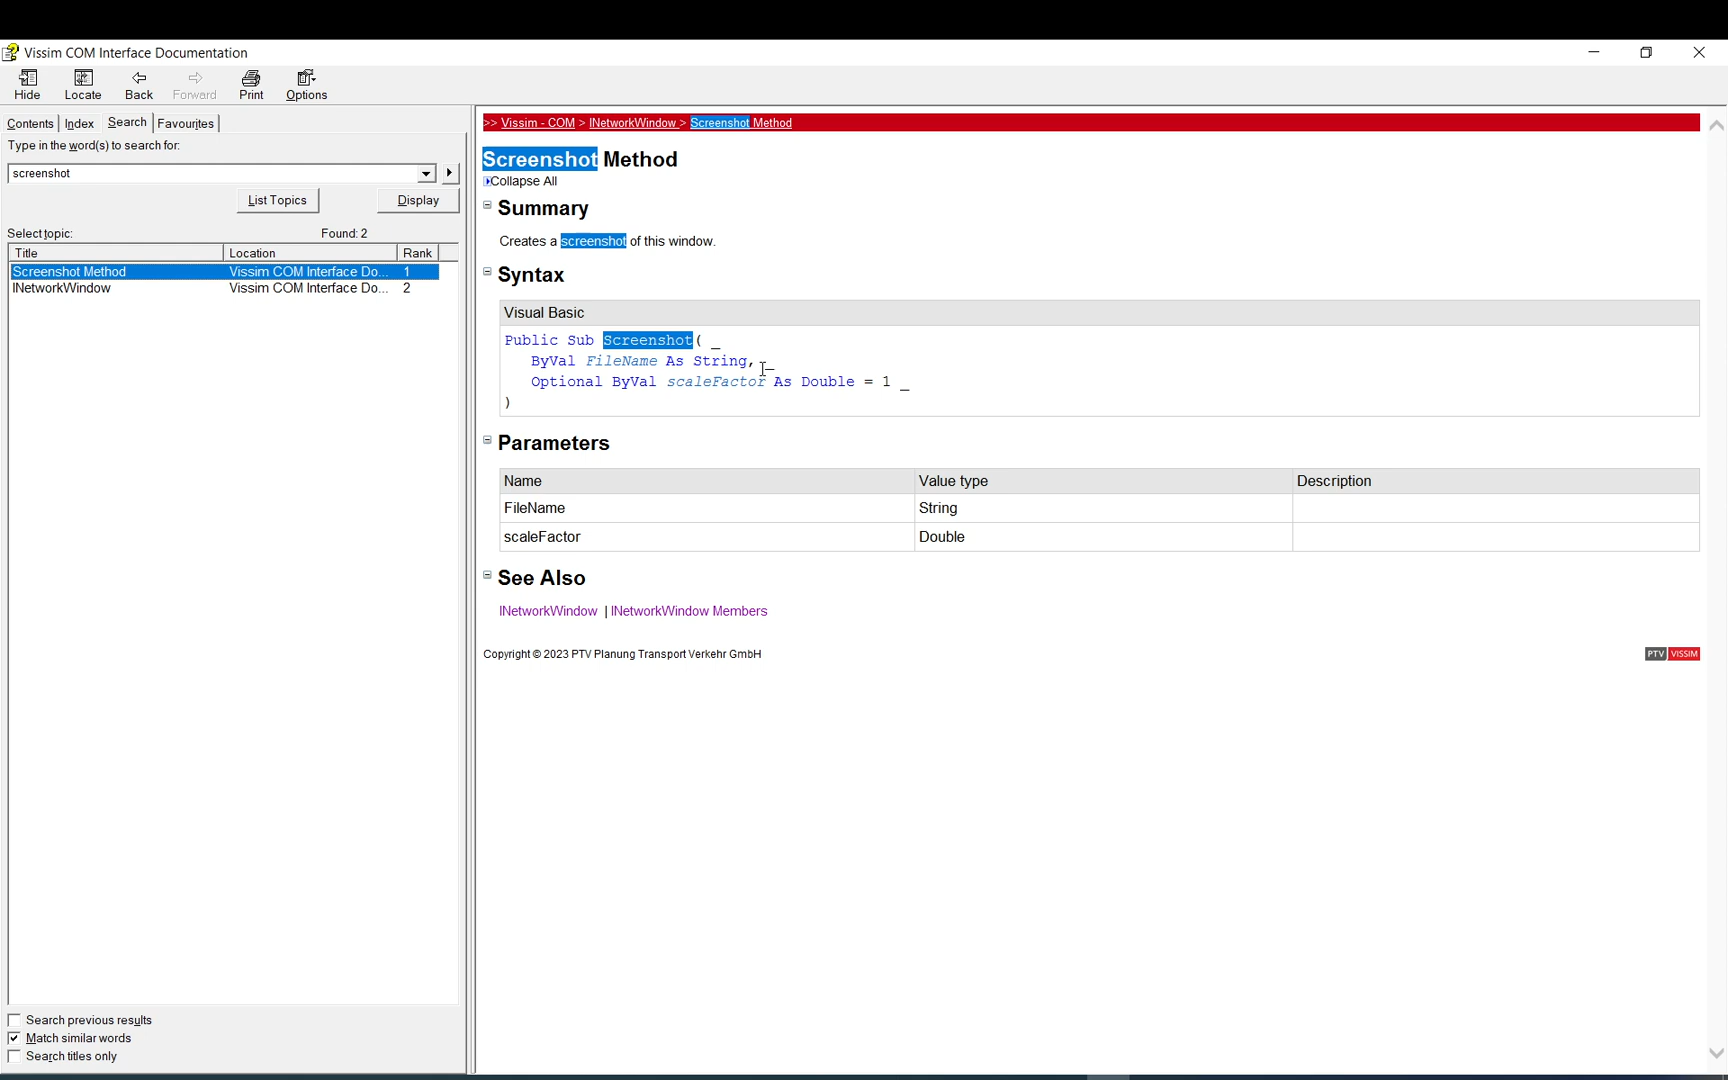 Vissim COM Interface Documentation
Hide Locate Back Forward Print Options
Contents Index Search Favourites
Type in the word(s) to search for:
screenshot
List Topics Display
Select topic: Found: 2
Title Location Rank
Screenshot Method Vissim COM Interface Do... 1
INetworkWindow Vissim COM Interface Do... 2
Search previous results
Match similar words
Search titles only
>> Vissim - COM > INetworkWindow > Screenshot Method
Screenshot Method
Collapse All
Summary
Creates a screenshot of this window.
Syntax
Visual Basic
Public Sub Screenshot( _
ByVal FileName As String, _
Optional ByVal scaleFactor As Double = 1 _
)
Parameters
Name Value type Description
FileName String
scaleFactor Double
See Also
INetworkWindow | INetworkWindow Members
Copyright © 2023 PTV Planung Transport Verkehr GmbH
PTV VISSIM